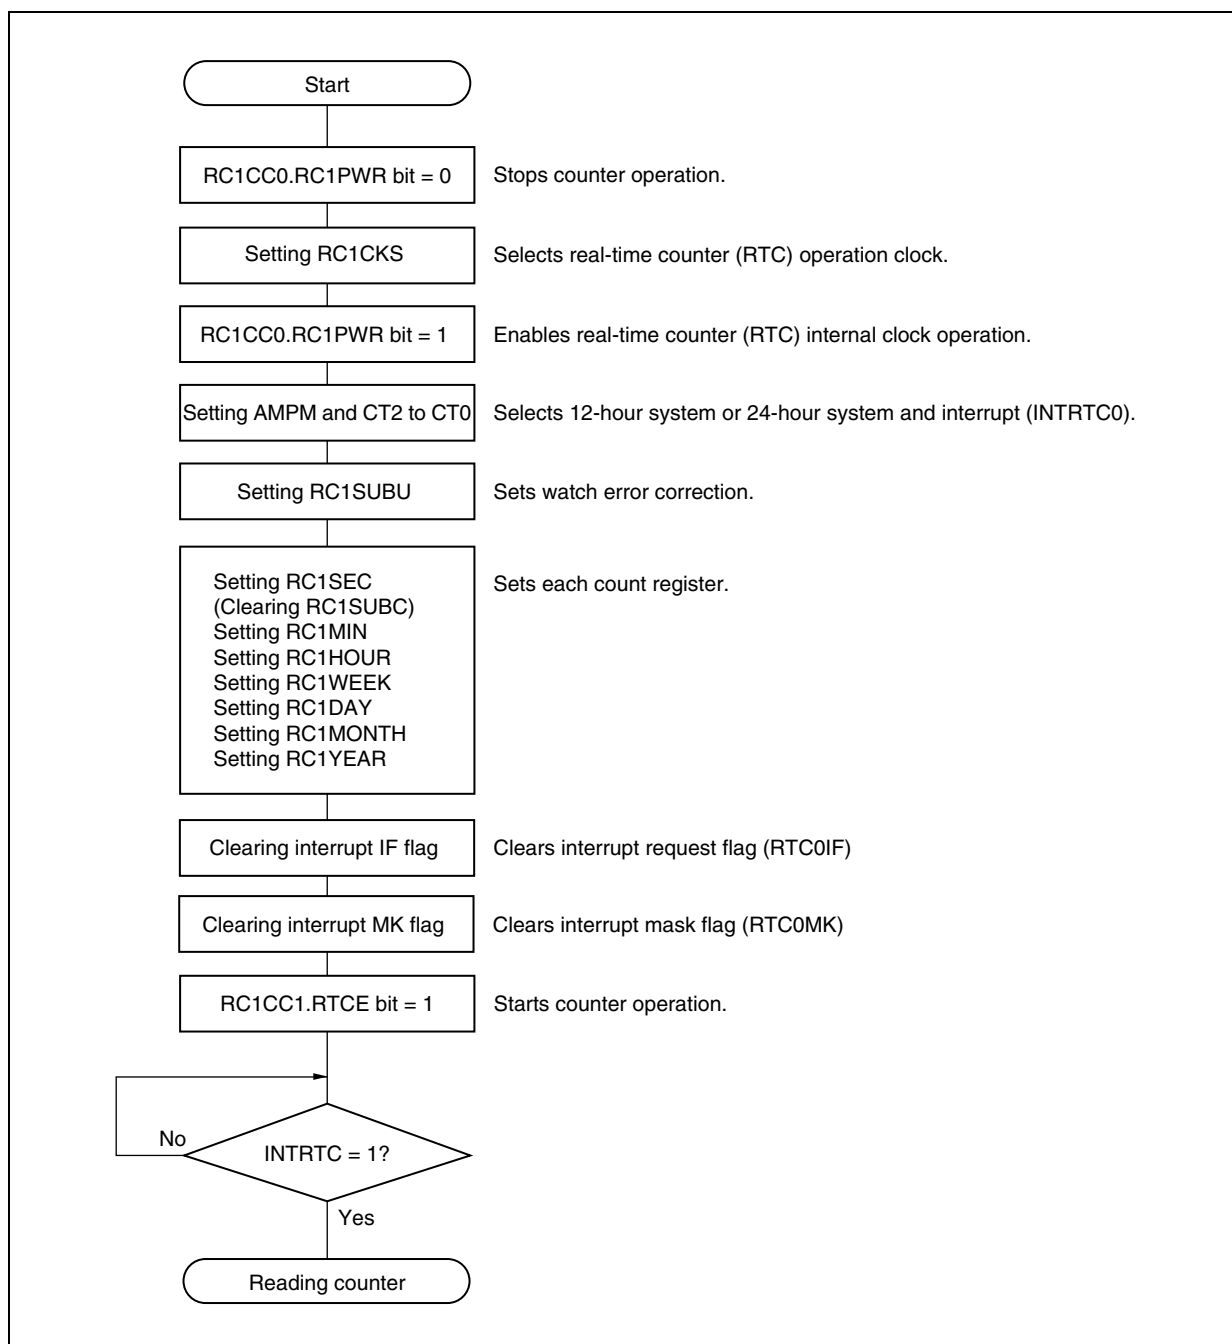 Start
RC1CC0.RC1PWR bit = 0
Stops counter operation.
Setting RC1CKS
Selects real-time counter (RTC) operation clock.
RC1CC0.RC1PWR bit = 1
Enables real-time counter (RTC) internal clock operation.
Setting AMPM and CT2 to CT0
Selects 12-hour system or 24-hour system and interrupt (INTRTC0).
Setting RC1SUBU
Sets watch error correction.
Setting RC1SEC
(Clearing RC1SUBC)
Setting RC1MIN
Setting RC1HOUR
Setting RC1WEEK
Setting RC1DAY
Setting RC1MONTH
Setting RC1YEAR
Sets each count register.
Clearing interrupt IF flag
Clears interrupt request flag (RTC0IF)
Clearing interrupt MK flag
Clears interrupt mask flag (RTC0MK)
RC1CC1.RTCE bit = 1
Starts counter operation.
No
INTRTC = 1?
Yes
Reading counter